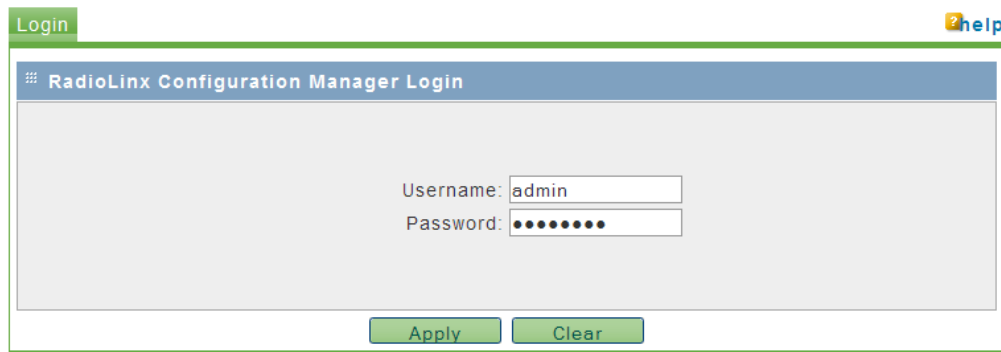 Login
?help
RadioLinx Configuration Manager Login
Username: admin
Password: ●●●●●●●●
Apply Clear